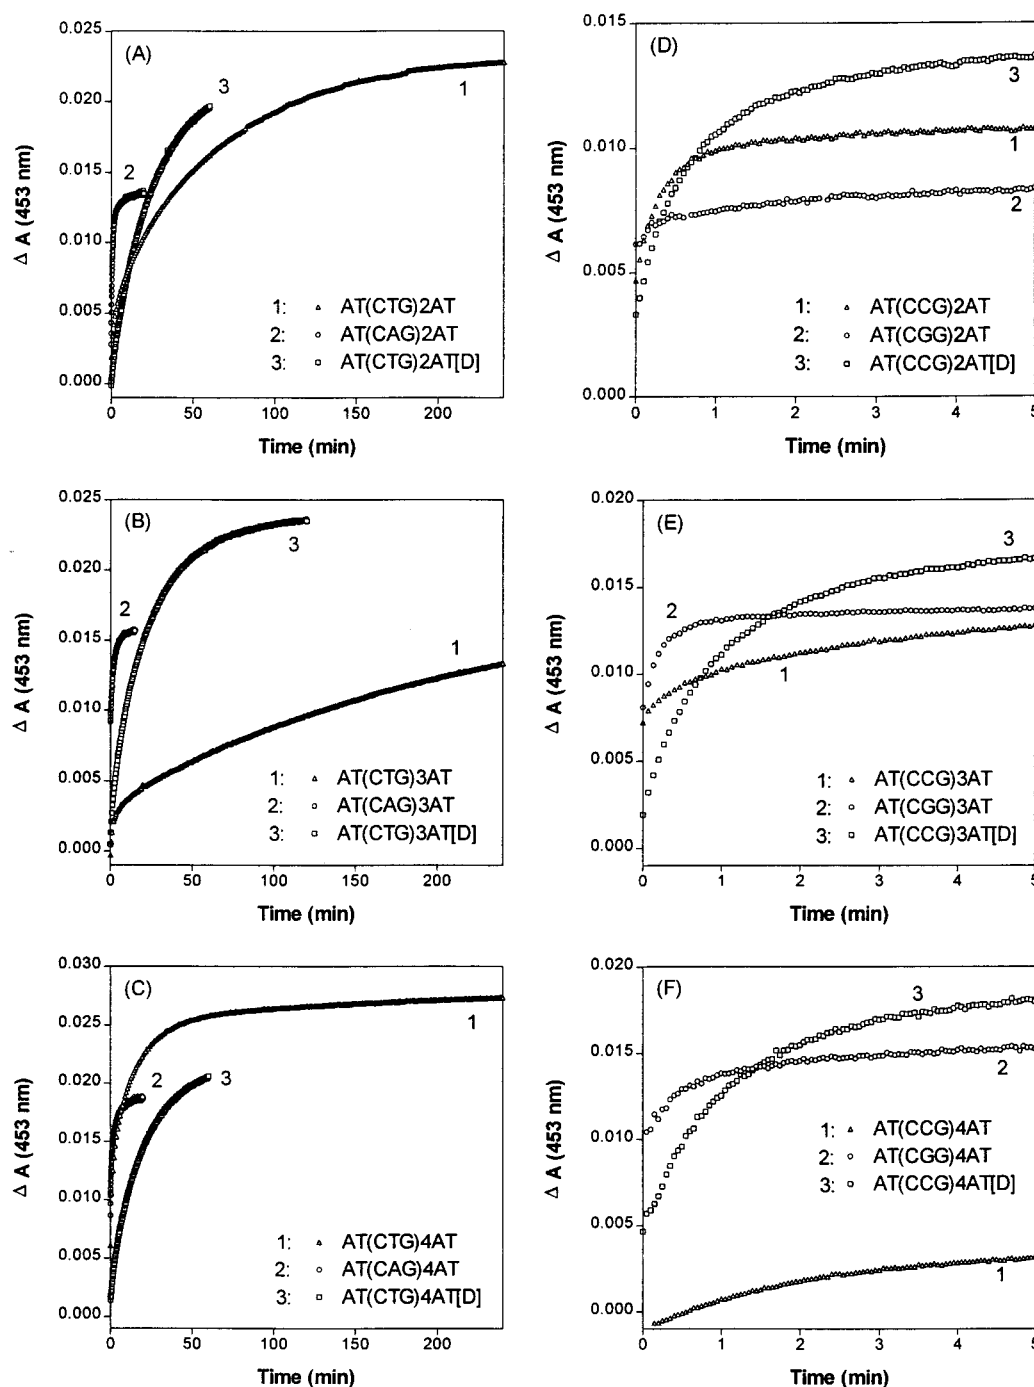 (A)
Δ A (453 nm)
0.025
0.020
0.015
0.010
0.005
0.000
3
1
2
1: ▵ AT(CTG)2AT
2: ○ AT(CAG)2AT
3: □ AT(CTG)2AT[D]
0 50 100 150 200
Time (min)
(D)
Δ A (453 nm)
0.015
0.010
0.005
0.000
3
1
2
1: ▵ AT(CCG)2AT
2: ○ AT(CGG)2AT
3: □ AT(CCG)2AT[D]
0 1 2 3 4 5
Time (min)
(B)
Δ A (453 nm)
0.025
0.020
0.015
0.010
0.005
0.000
3
2
1
1: ▵ AT(CTG)3AT
2: ○ AT(CAG)3AT
3: □ AT(CTG)3AT[D]
0 50 100 150 200
Time (min)
(E)
Δ A (453 nm)
0.020
0.015
0.010
0.005
0.000
3
2
1
1: ▵ AT(CCG)3AT
2: ○ AT(CGG)3AT
3: □ AT(CCG)3AT[D]
0 1 2 3 4 5
Time (min)
(C)
Δ A (453 nm)
0.030
0.025
0.020
0.015
0.010
0.005
0.000
1
2
3
1: ▵ AT(CTG)4AT
2: ○ AT(CAG)4AT
3: □ AT(CTG)4AT[D]
0 50 100 150 200
Time (min)
(F)
Δ A (453 nm)
0.020
0.015
0.010
0.005
0.000
3
2
1
1: ▵ AT(CCG)4AT
2: ○ AT(CGG)4AT
3: □ AT(CCG)4AT[D]
0 1 2 3 4 5
Time (min)